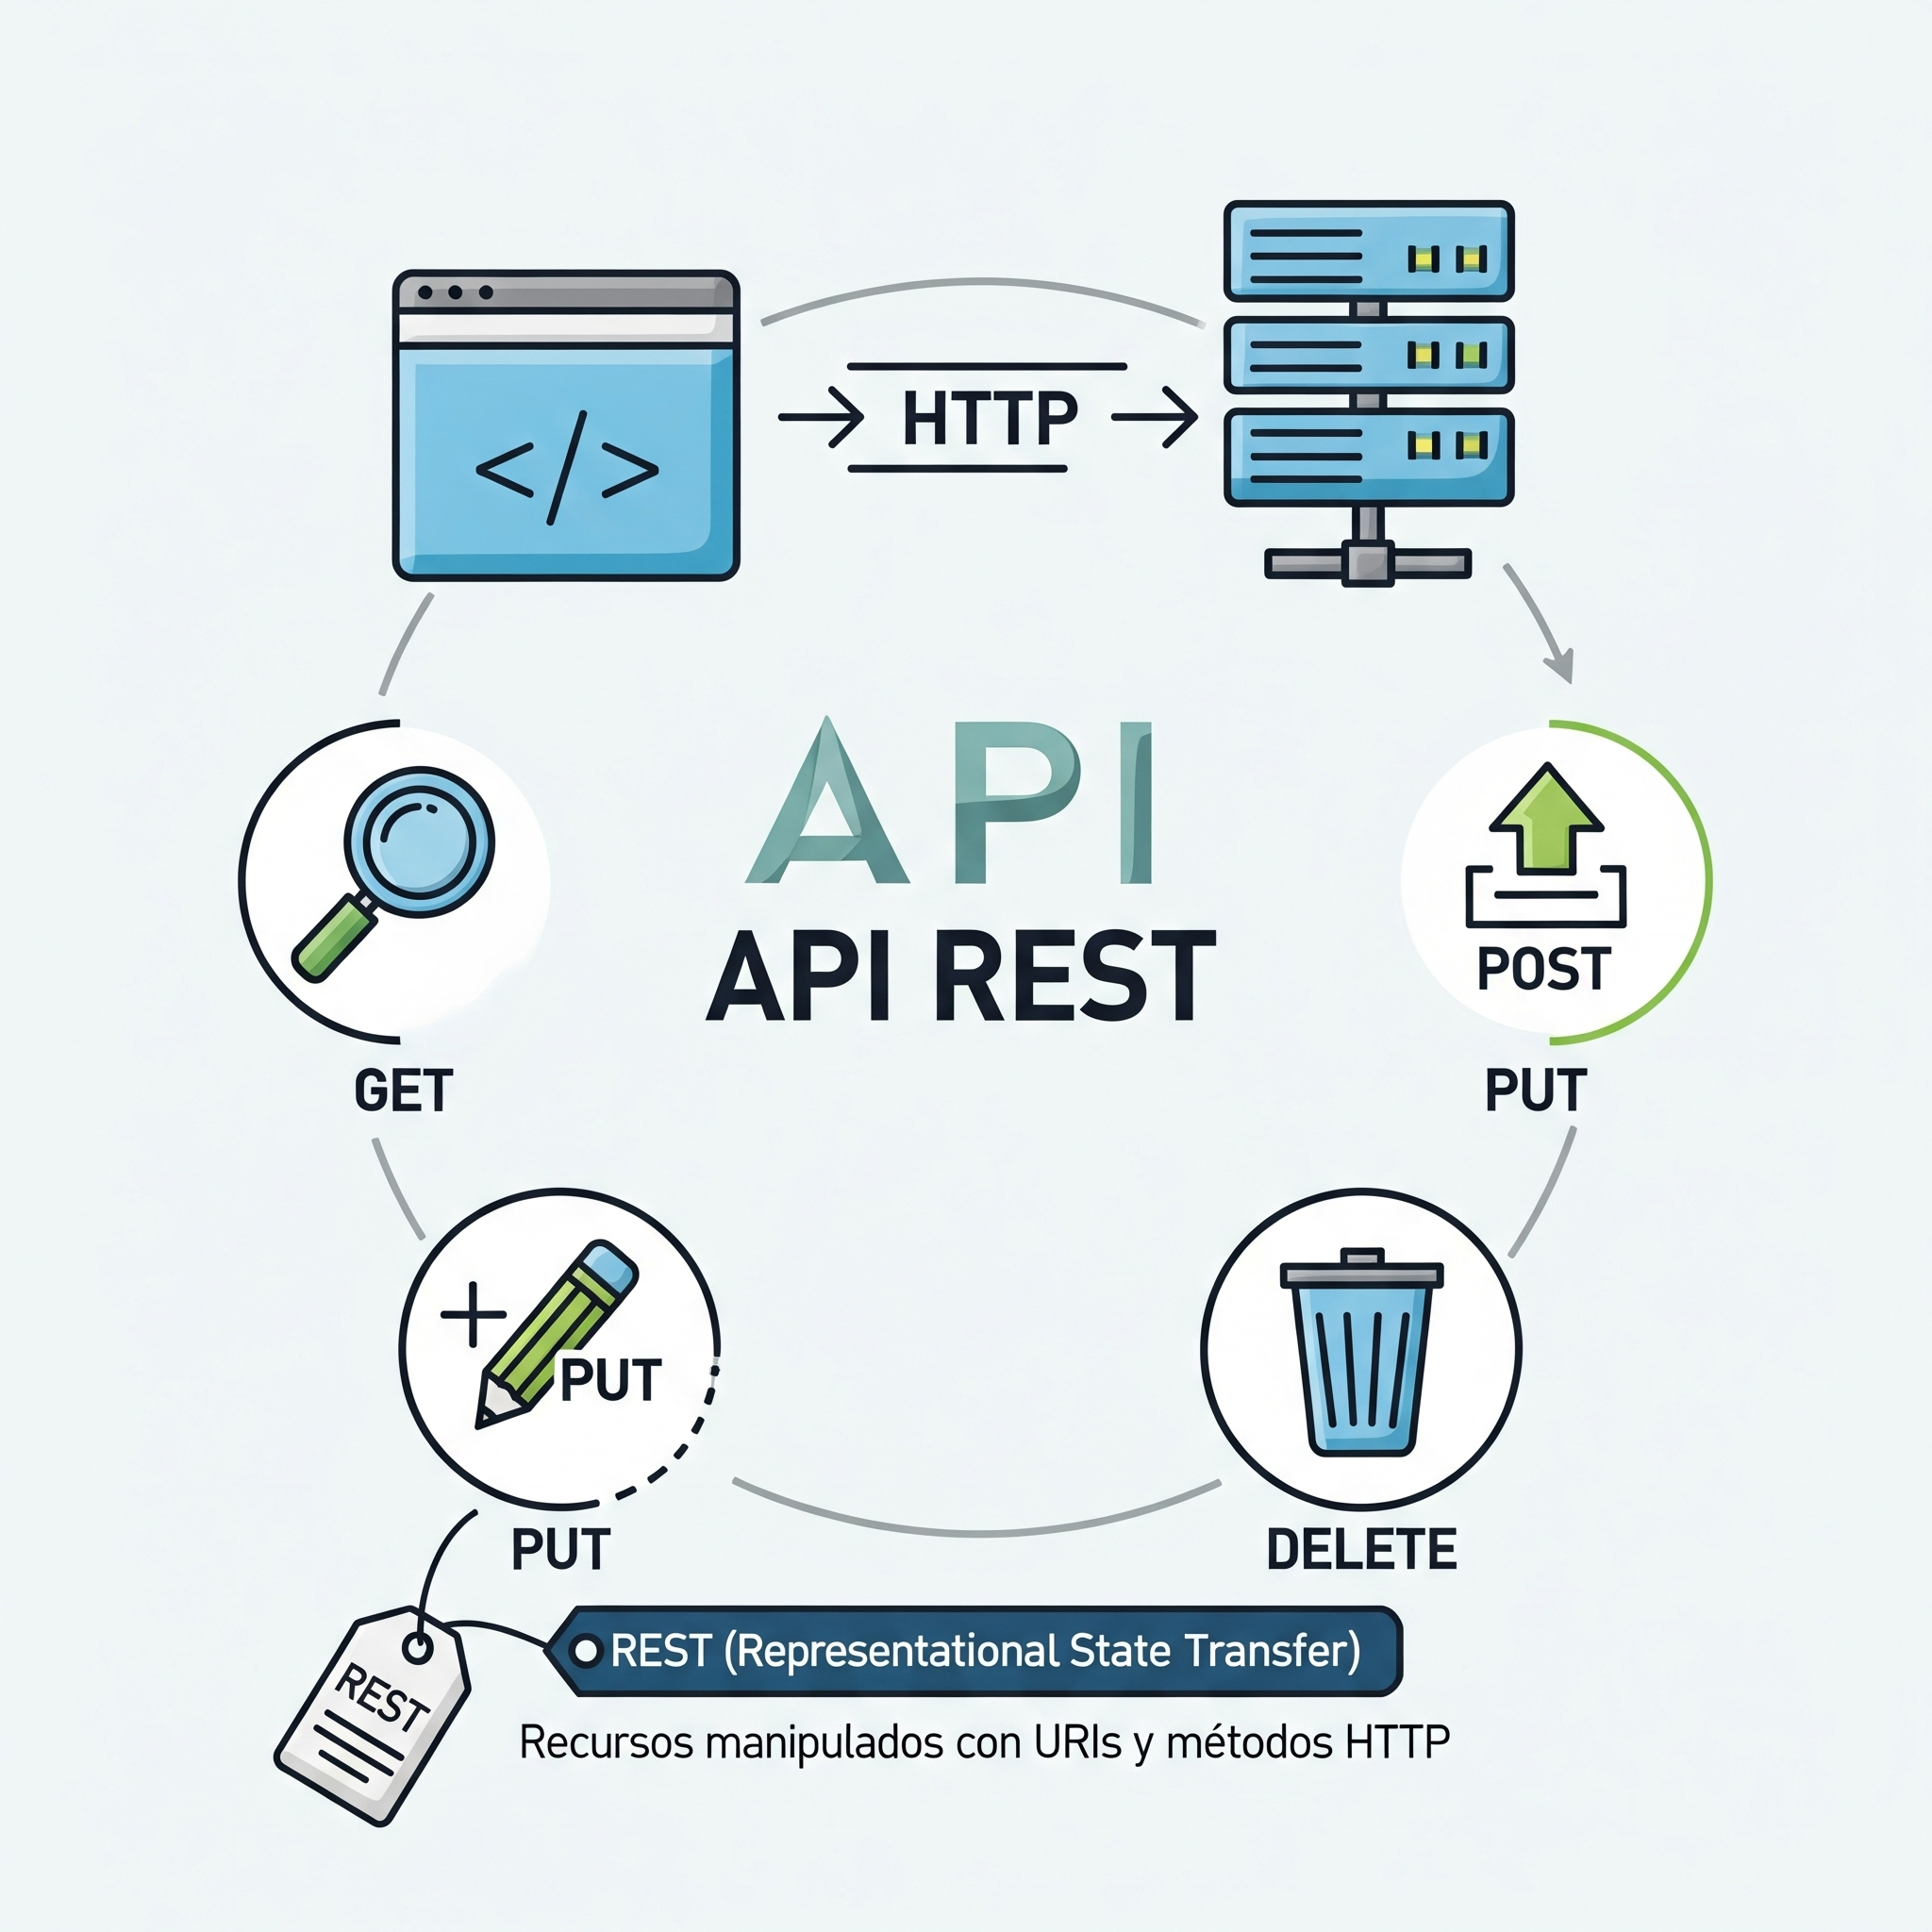 </>
HTTP
API
API REST
POST
GET
PUT
PUT
PUT
DELETE
REST (Representational State Transfer)
REST
Recursos manipulados con URIs y métodos HTTP